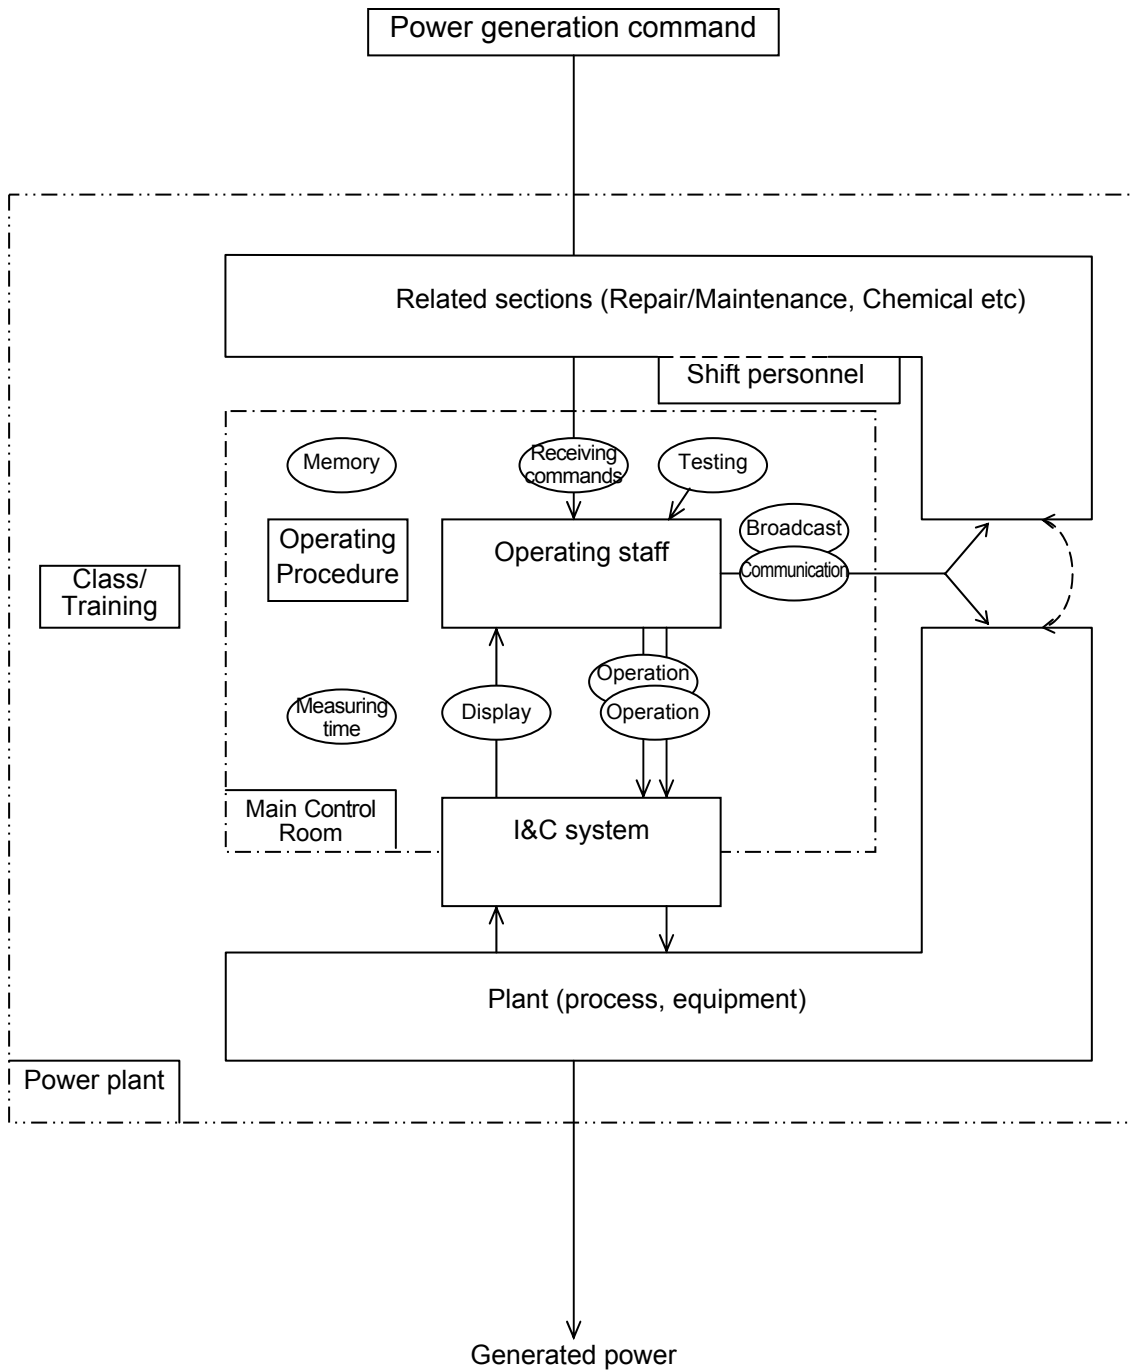 Power generation command
Related sections (Repair/Maintenance, Chemical etc)
Shift personnel
Memory
Receiving
commands
Testing
Operating
Procedure
Operating staff
Broadcast
Communication
Class/
Training
Measuring
time
Display
Operation
Operation
Main Control
Room
I&C system
Plant (process, equipment)
Power plant
Generated power